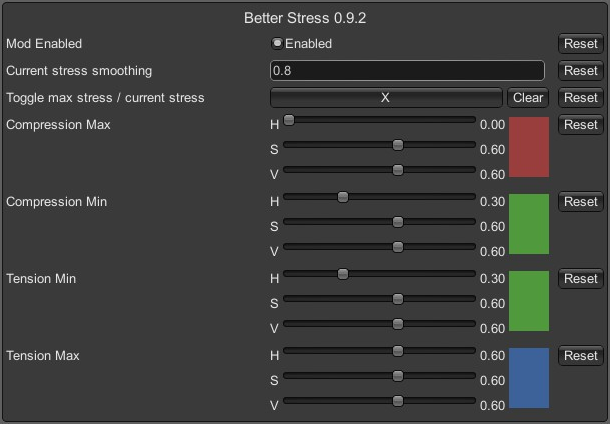 Better Stress 0.9.2
Mod Enabled Enabled Reset
Current stress smoothing 0.8 Reset
Toggle max stress / current stress X Clear Reset
Compression Max H 0.00 Reset
S 0.60
V 0.60
Compression Min H 0.30 Reset
S 0.60
V 0.60
Tension Min H 0.30 Reset
S 0.60
V 0.60
Tension Max H 0.60 Reset
S 0.60
V 0.60